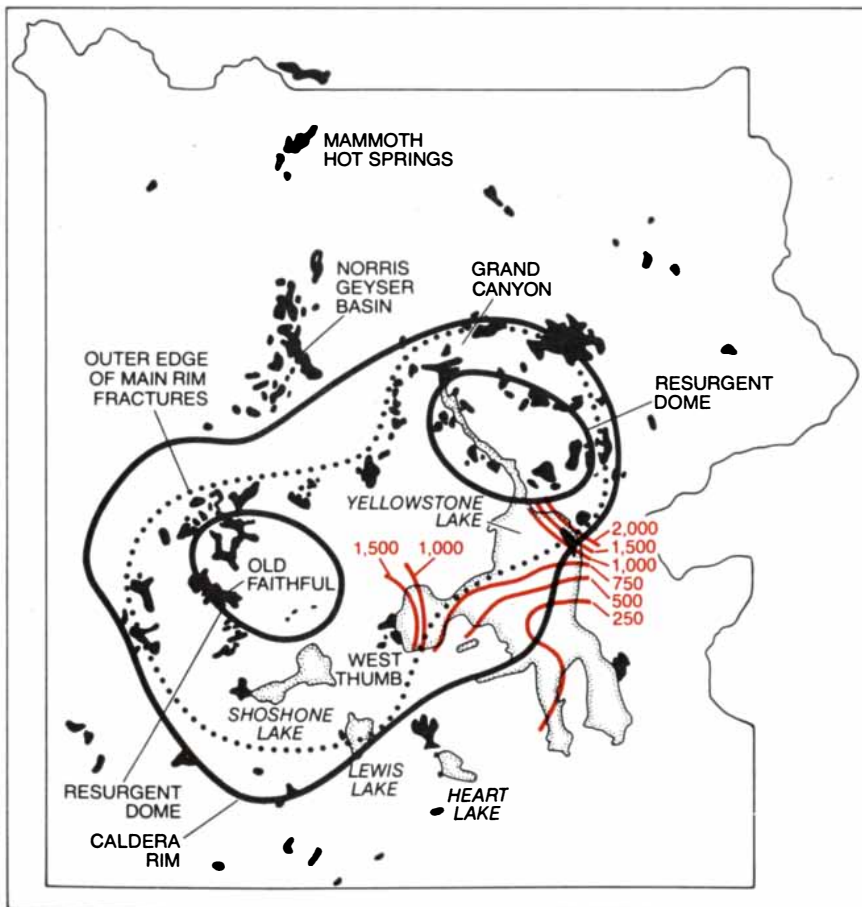 MAMMOTH
HOT SPRINGS
NORRIS
GEYSER
BASIN
GRAND
CANYON
OUTER EDGE
OF MAIN RIM
FRACTURES
RESURGENT
DOME
YELLOWSTONE
LAKE
2,000
1,500
1,000
750
500
250
1,500
1,000
OLD
FAITHFUL
WEST
THUMB
SHOSHONE
LAKE
LEWIS
LAKE
HEART
LAKE
RESURGENT
DOME
CALDERA
RIM